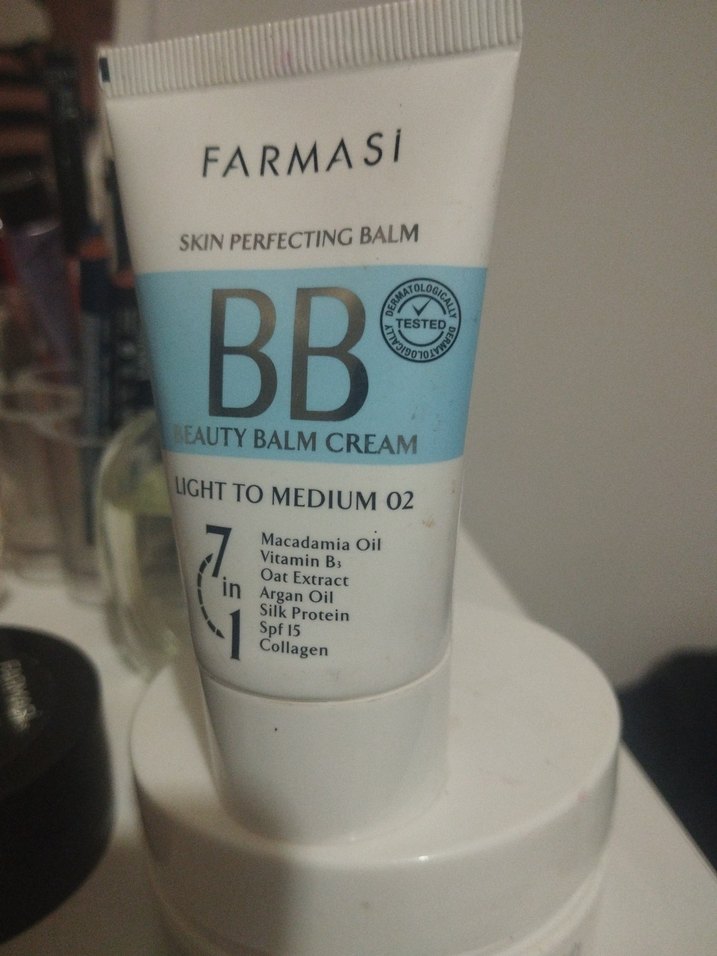 FARMASİ
SKIN PERFECTING BALM
BB
DERMATOLOGICALLY
TESTED
DERMATOLOGICALLY
BEAUTY BALM CREAM
LIGHT TO MEDIUM 02
7 in 1
Macadamia Oil
Vitamin B₃
Oat Extract
Argan Oil
Silk Protein
Spf 15
Collagen
FARMASİ